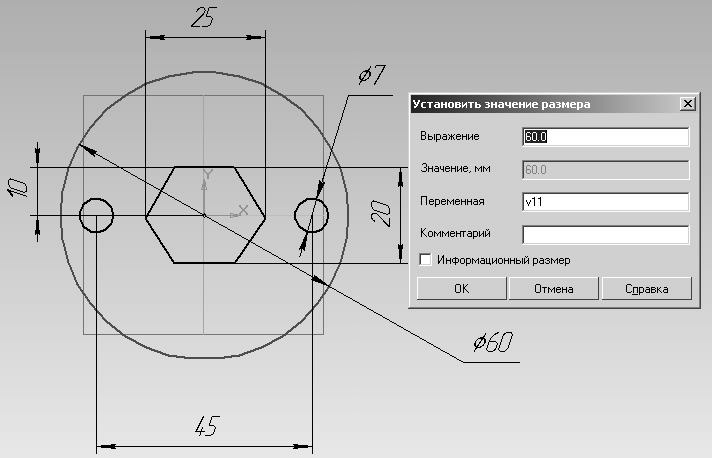 25
⌀7
Установить значение размера
Выражение 60.0
Значение, мм 60.0
Переменная v11
Комментарий
Информационный размер
OK Отмена Справка
10
Y
X
20
⌀60
45